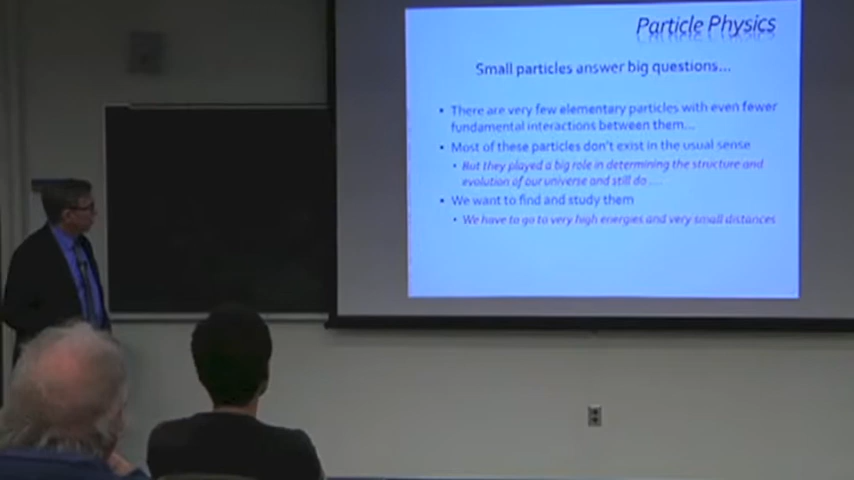 Particle Physics
Small particles answer big questions...
• There are very few elementary particles with even fewer
fundamental interactions between them...
• Most of these particles don't exist in the usual sense
• But they played a big role in determining the structure and
evolution of our universe and still do....
• We want to find and study them
• We have to go to very high energies and very small distances